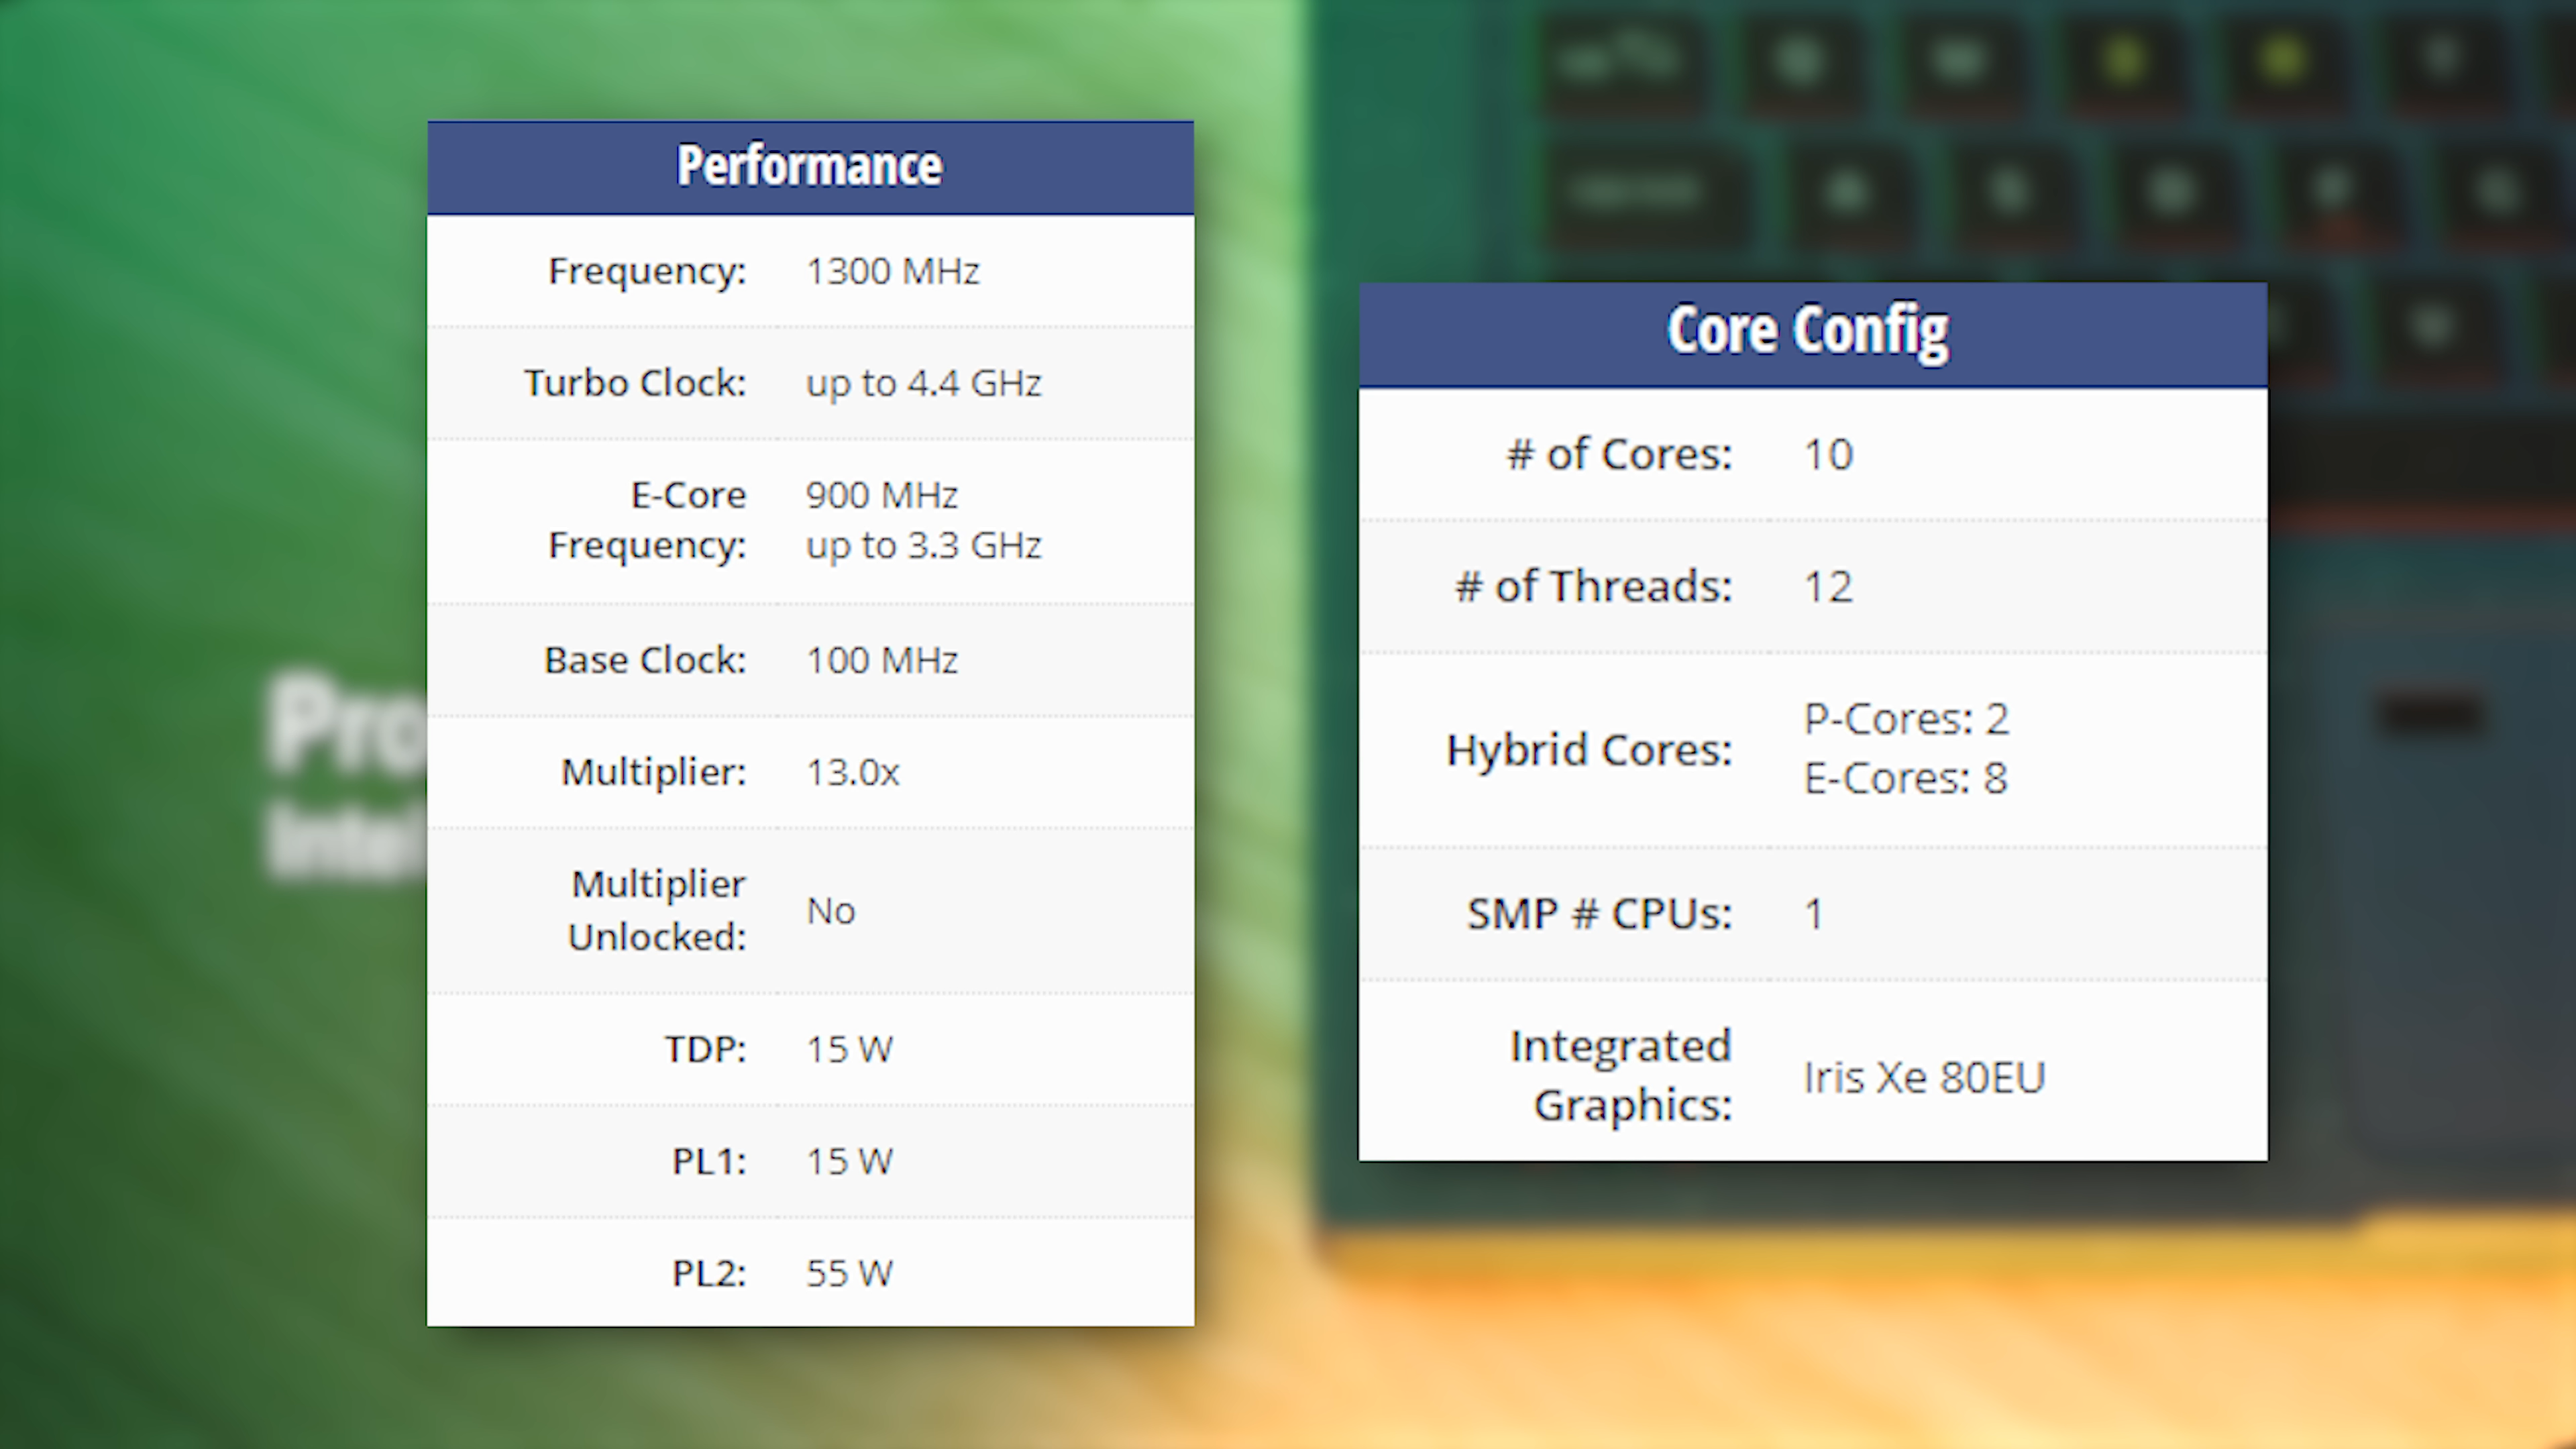 Performance
Frequency: 1300 MHz
Turbo Clock: up to 4.4 GHz
E-Core 900 MHz
Frequency: up to 3.3 GHz
Base Clock: 100 MHz
Multiplier: 13.0x
Multiplier
Unlocked: No
TDP: 15 W
PL1: 15 W
PL2: 55 W
Core Config
# of Cores: 10
# of Threads: 12
Hybrid Cores: P-Cores: 2
E-Cores: 8
SMP # CPUs: 1
Integrated
Graphics: Iris Xe 80EU
Pro
Intel